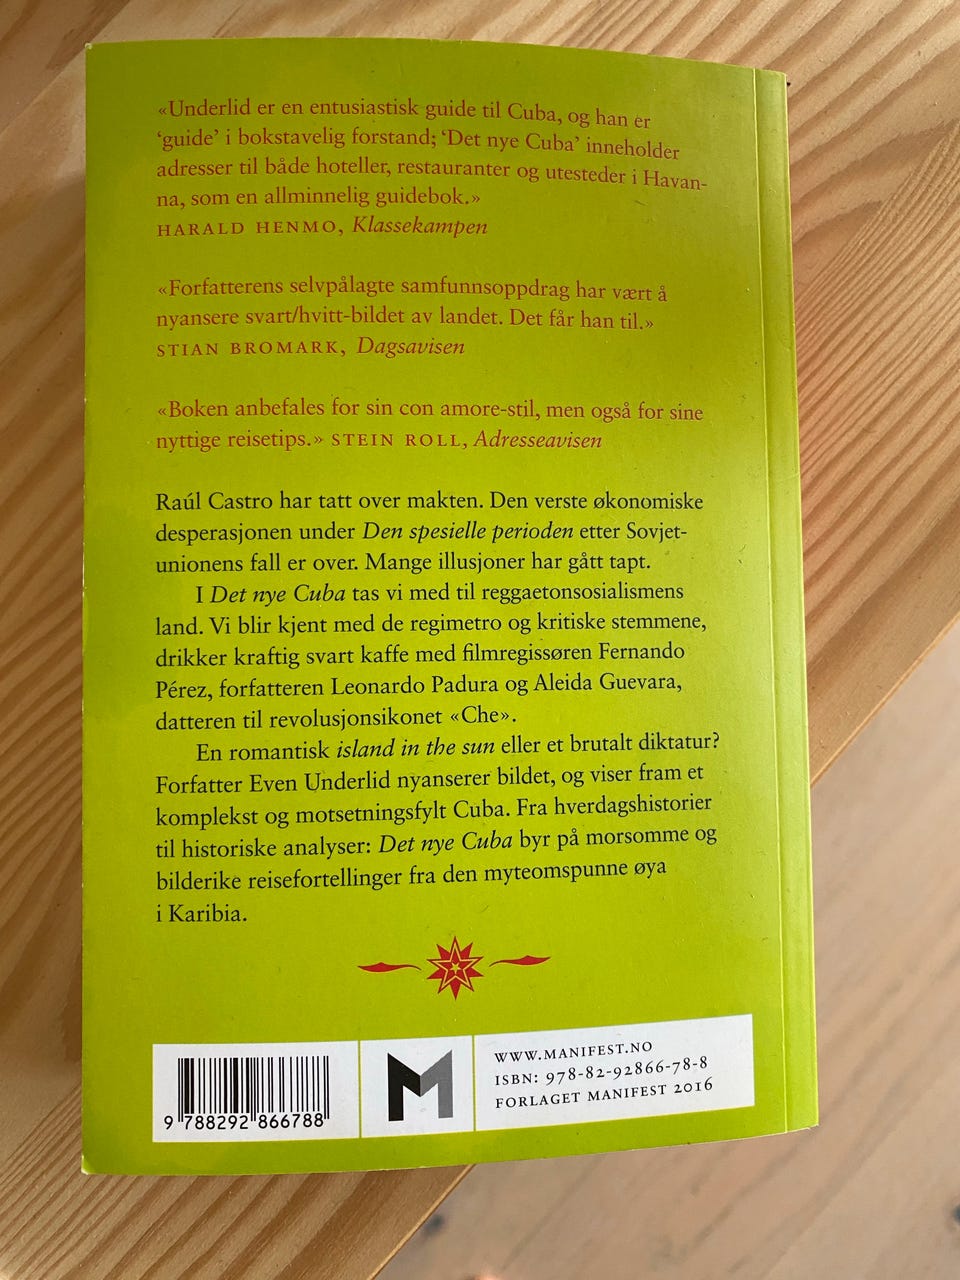 «Underlid er en entusiastisk guide til Cuba, og han er
‘guide’ i bokstavelig forstand; ‘Det nye Cuba’ inneholder
adresser til både hoteller, restauranter og utesteder i Havan-
na, som en allminnelig guidebok.»
HARALD HENMO, Klassekampen
«Forfatterens selvpålagte samfunnsoppdrag har vært å
nyansere svart/hvitt-bildet av landet. Det får han til.»
STIAN BROMARK, Dagsavisen
«Boken anbefales for sin con amore-stil, men også for sine
nyttige reisetips.» STEIN ROLL, Adresseavisen
Raúl Castro har tatt over makten. Den verste økonomiske
desperasjonen under Den spesielle perioden etter Sovjet-
unionens fall er over. Mange illusjoner har gått tapt.
I Det nye Cuba tas vi med til reggaetonsosialismens
land. Vi blir kjent med de regimetro og kritiske stemmene,
drikker kraftig svart kaffe med filmregissøren Fernando
Pérez, forfatteren Leonardo Padura og Aleida Guevara,
datteren til revolusjonsikonet «Che».
En romantisk island in the sun eller et brutalt diktatur?
Forfatter Even Underlid nyanserer bildet, og viser fram et
komplekst og motsetningsfylt Cuba. Fra hverdagshistorier
til historiske analyser: Det nye Cuba byr på morsomme og
bilderike reisefortellinger fra den myteomspunne øya
i Karibia.
9 788292 866788
M
WWW.MANIFEST.NO
ISBN: 978-82-92866-78-8
FORLAGET MANIFEST 2016